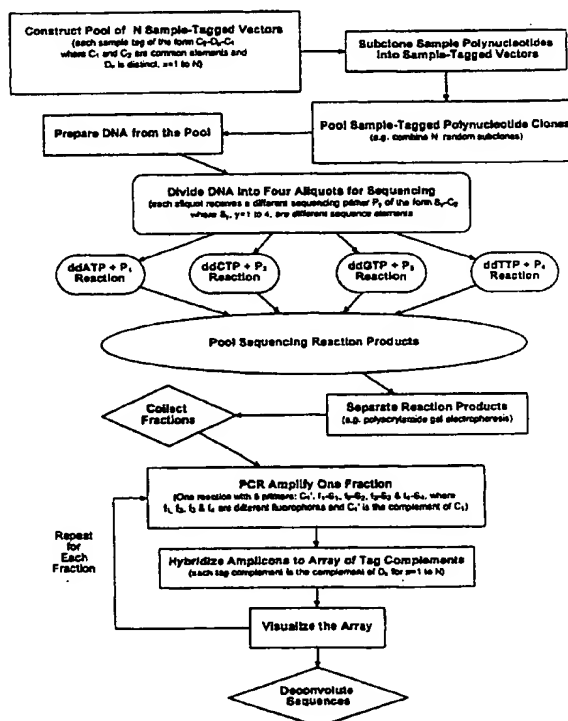 Construct Pool of N Sample-Tagged Vectors
(each sample tag of the form C₂-Dₓ-C₁
where C₁ and C₂ are common elements and
Dₓ is distinct, x=1 to N)
Subclone Sample Polynucleotides
Into Sample-Tagged Vectors
Prepare DNA from the Pool
Pool Sample-Tagged Polynucleotide Clones
(e.g. combine N random subclones)
Divide DNA Into Four Aliquots for Sequencing
(each aliquot receives a different sequencing primer Pᵧ of the form Sᵧ-C₂
where Sᵧ, y=1 to 4, are different sequence elements)
ddATP + P₁
Reaction
ddCTP + P₂
Reaction
ddGTP + P₃
Reaction
ddTTP + P₄
Reaction
Pool Sequencing Reaction Products
Collect
Fractions
Separate Reaction Products
(e.g. polyacrylamide gel electrophoresis)
PCR Amplify One Fraction
(One reaction with 5 primers: C₁', f₁-S₁, f₂-S₂, f₃-S₃ & f₄-S₄, where
f₁, f₂, f₃ & f₄ are different fluorophores and C₁' is the complement of C₁)
Repeat
for
Each
Fraction
Hybridize Amplicons to Array of Tag Complements
(each tag complement is the complement of Dₓ for x=1 to N)
Visualize the Array
Deconvolute
Sequences